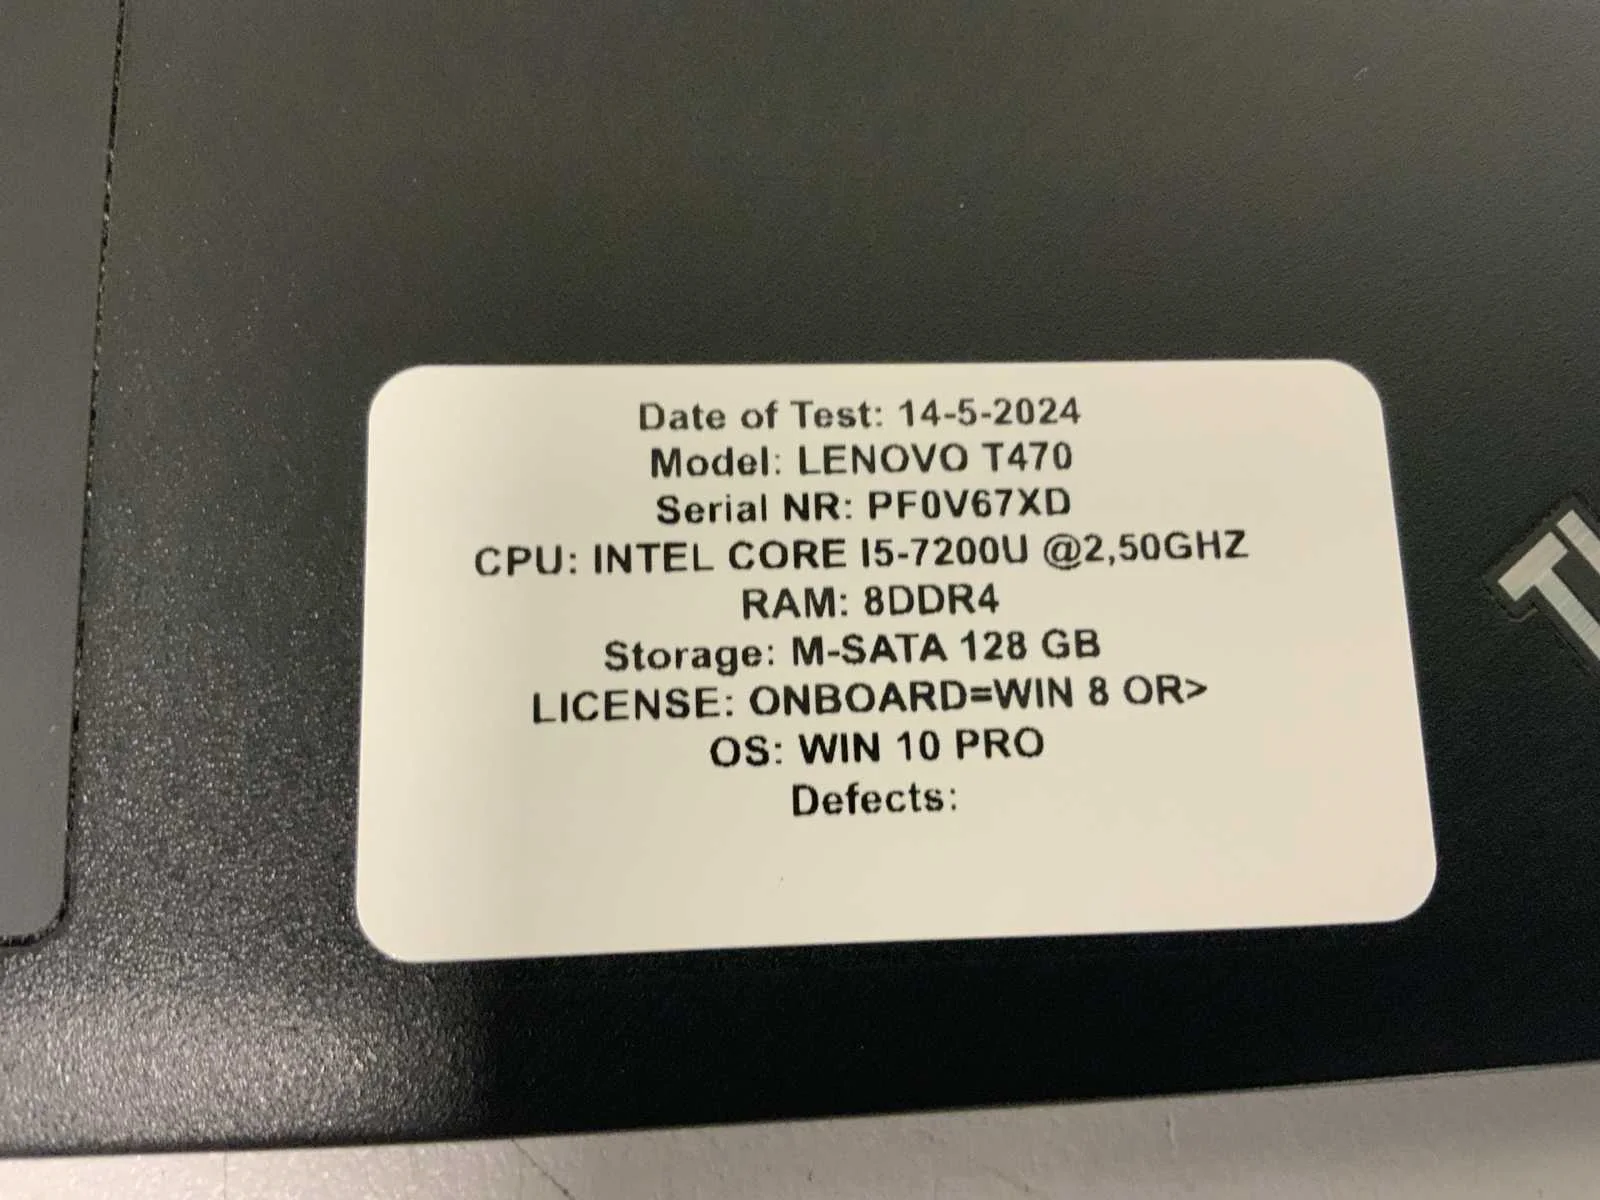 Date of Test: 14-5-2024
Model: LENOVO T470
Serial NR: PF0V67XD
CPU: INTEL CORE I5-7200U @2,50GHZ
RAM: 8DDR4
Storage: M-SATA 128 GB
LICENSE: ONBOARD=WIN 8 OR>
OS: WIN 10 PRO
Defects: